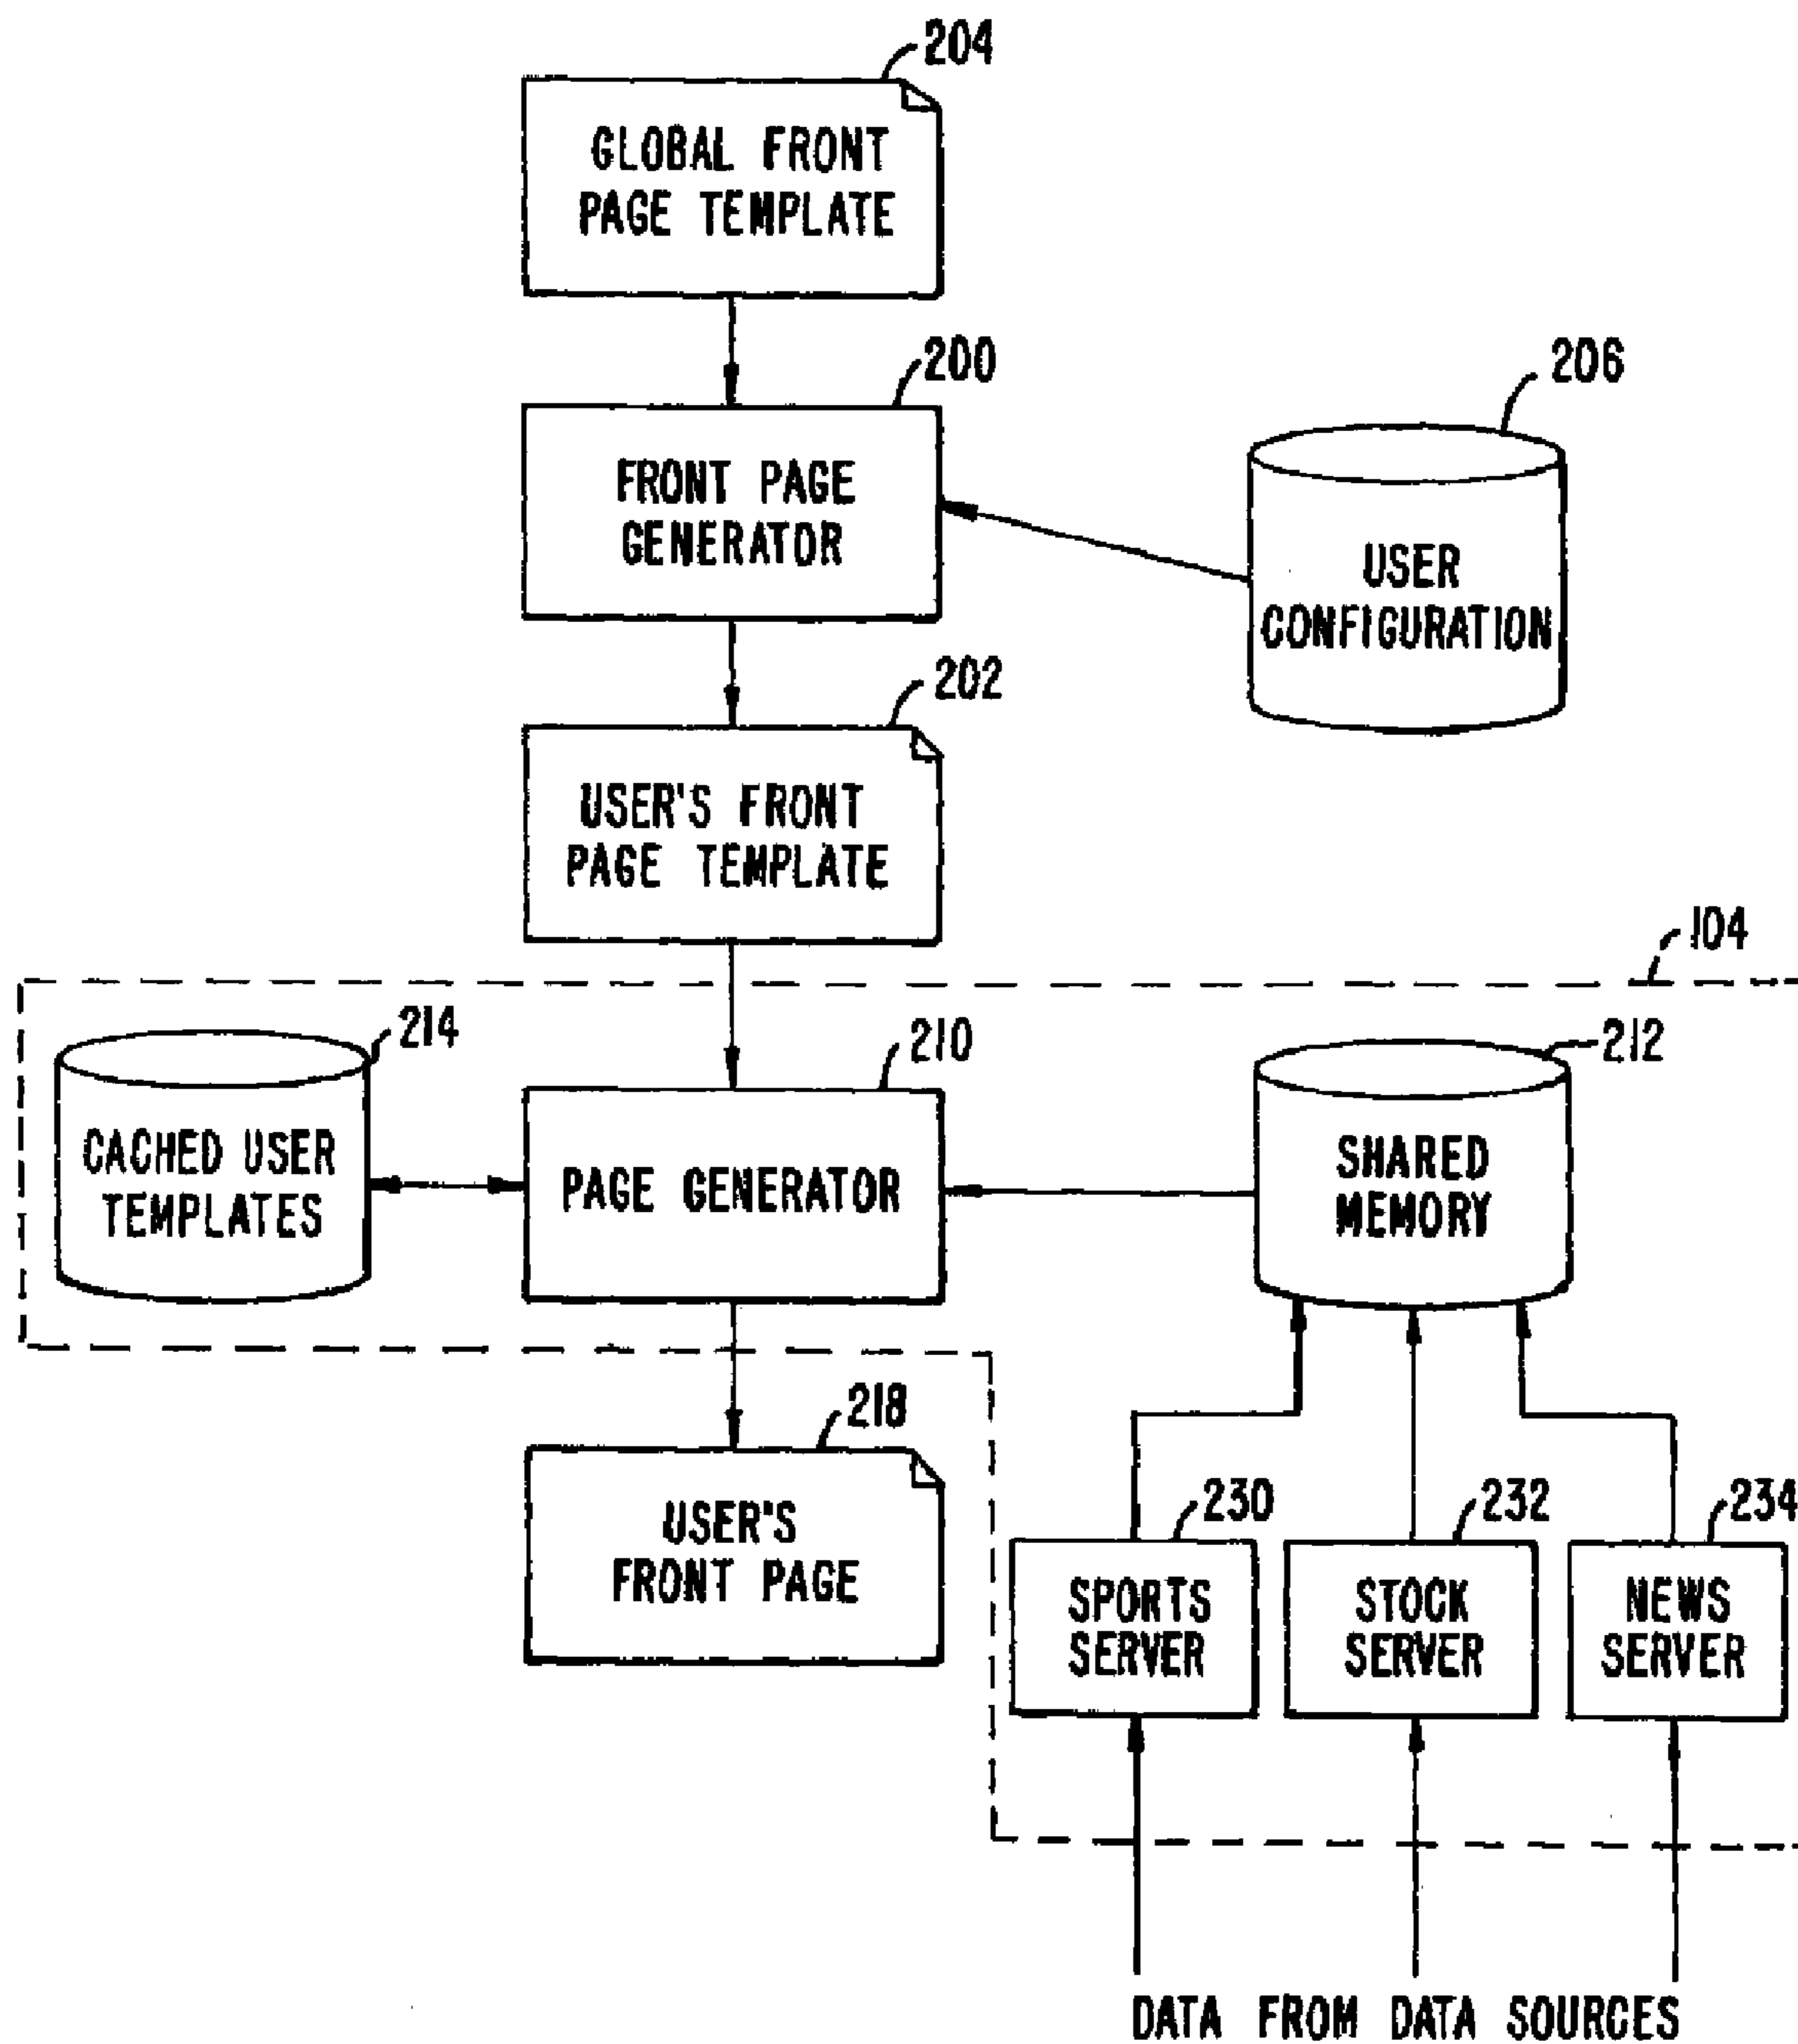 204
GLOBAL FRONT
PAGE TEMPLATE
200
FRONT PAGE
GENERATOR
206
USER
CONFIGURATION
202
USER'S FRONT
PAGE TEMPLATE
104
214
CACHED USER
TEMPLATES
210
PAGE GENERATOR
212
SHARED
MEMORY
218
USER'S
FRONT PAGE
230
SPORTS
SERVER
232
STOCK
SERVER
234
NEWS
SERVER
DATA FROM DATA SOURCES